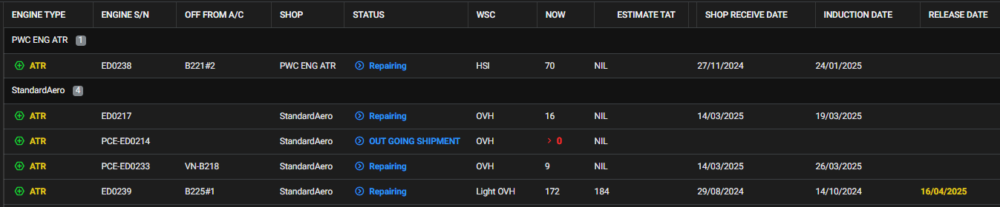 ENGINE TYPE ENGINE S/N OFF FROM A/C SHOP STATUS WSC NOW ESTIMATE TAT SHOP RECEIVE DATE INDUCTION DATE RELEASE DATE
PWC ENG ATR 1
ATR ED0238 B221#2 PWC ENG ATR Repairing HSI 70 NIL 27/11/2024 24/01/2025
StandardAero 4
ATR ED0217 StandardAero Repairing OVH 16 NIL 14/03/2025 19/03/2025
ATR PCE-ED0214 StandardAero OUT GOING SHIPMENT OVH > 0 NIL
ATR PCE-ED0233 VN-B218 StandardAero Repairing OVH 9 NIL 14/03/2025 26/03/2025
ATR ED0239 B225#1 StandardAero Repairing Light OVH 172 184 29/08/2024 14/10/2024 16/04/2025